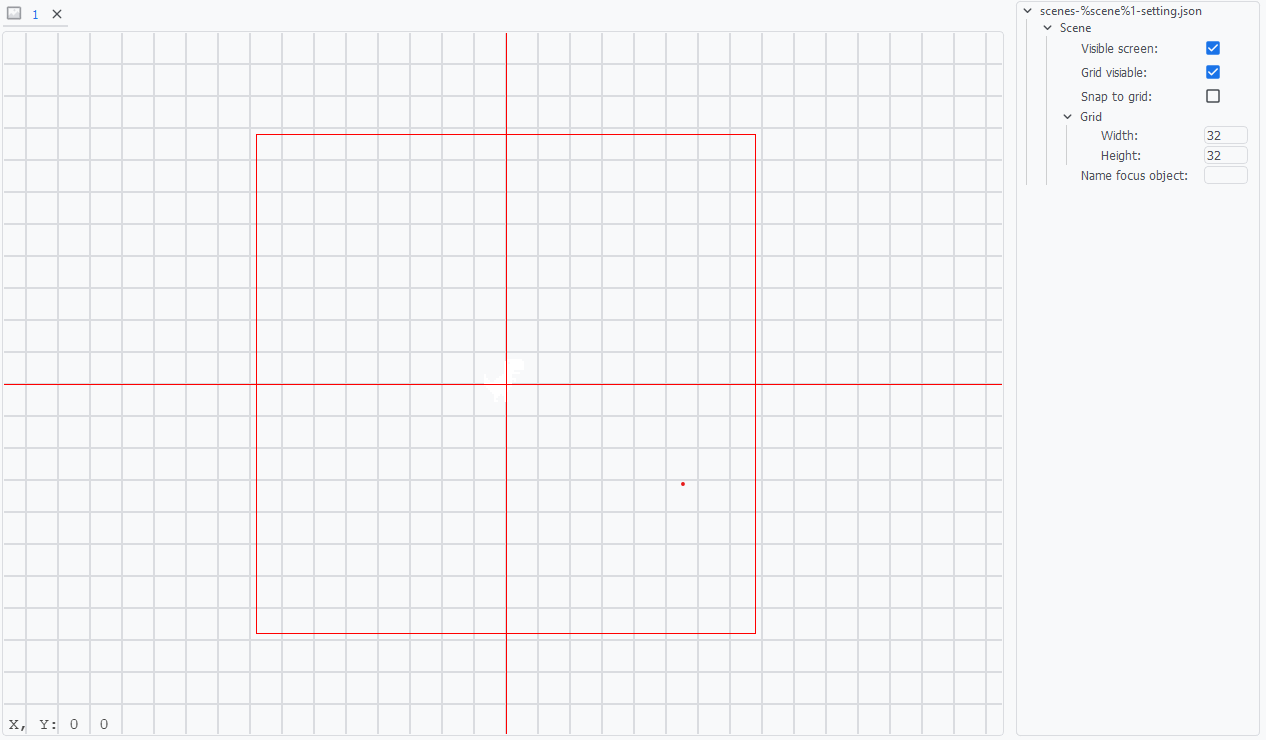 1
scenes-%scene%1-setting.json
Scene
Visible screen:
Grid visiable:
Snap to grid:
Grid
Width: 32
Height: 32
Name focus object:
X, Y: 0 0